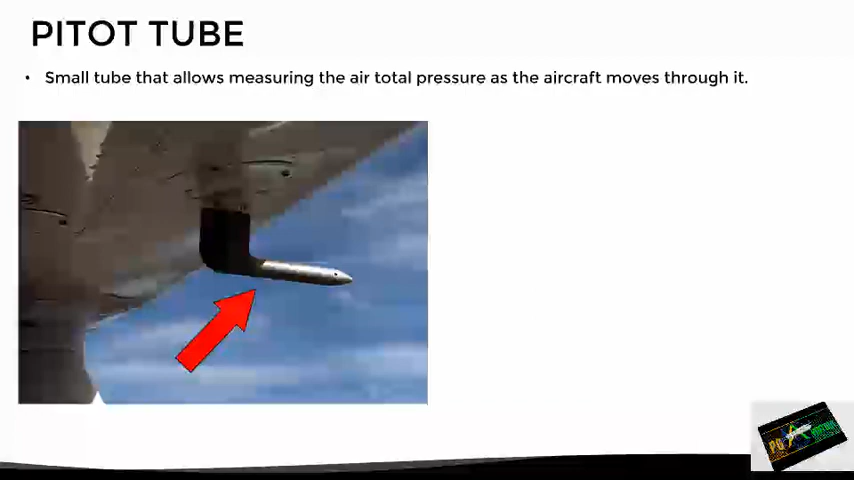 PITOT TUBE
• Small tube that allows measuring the air total pressure as the aircraft moves through it.